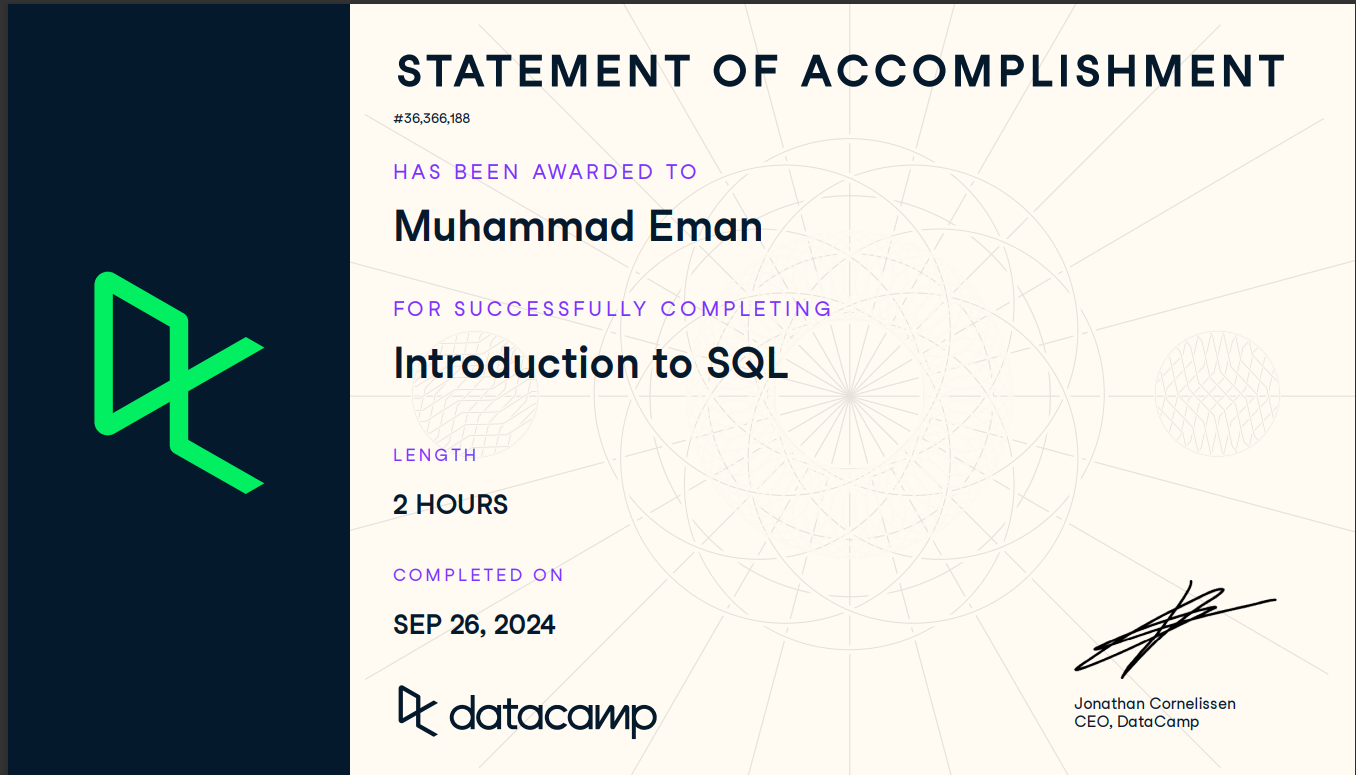 STATEMENT OF ACCOMPLISHMENT
#36,366,188
HAS BEEN AWARDED TO
Muhammad Eman
FOR SUCCESSFULLY COMPLETING
Introduction to SQL
LENGTH
2 HOURS
COMPLETED ON
SEP 26, 2024
datacamp
Jonathan Cornelissen
CEO, DataCamp